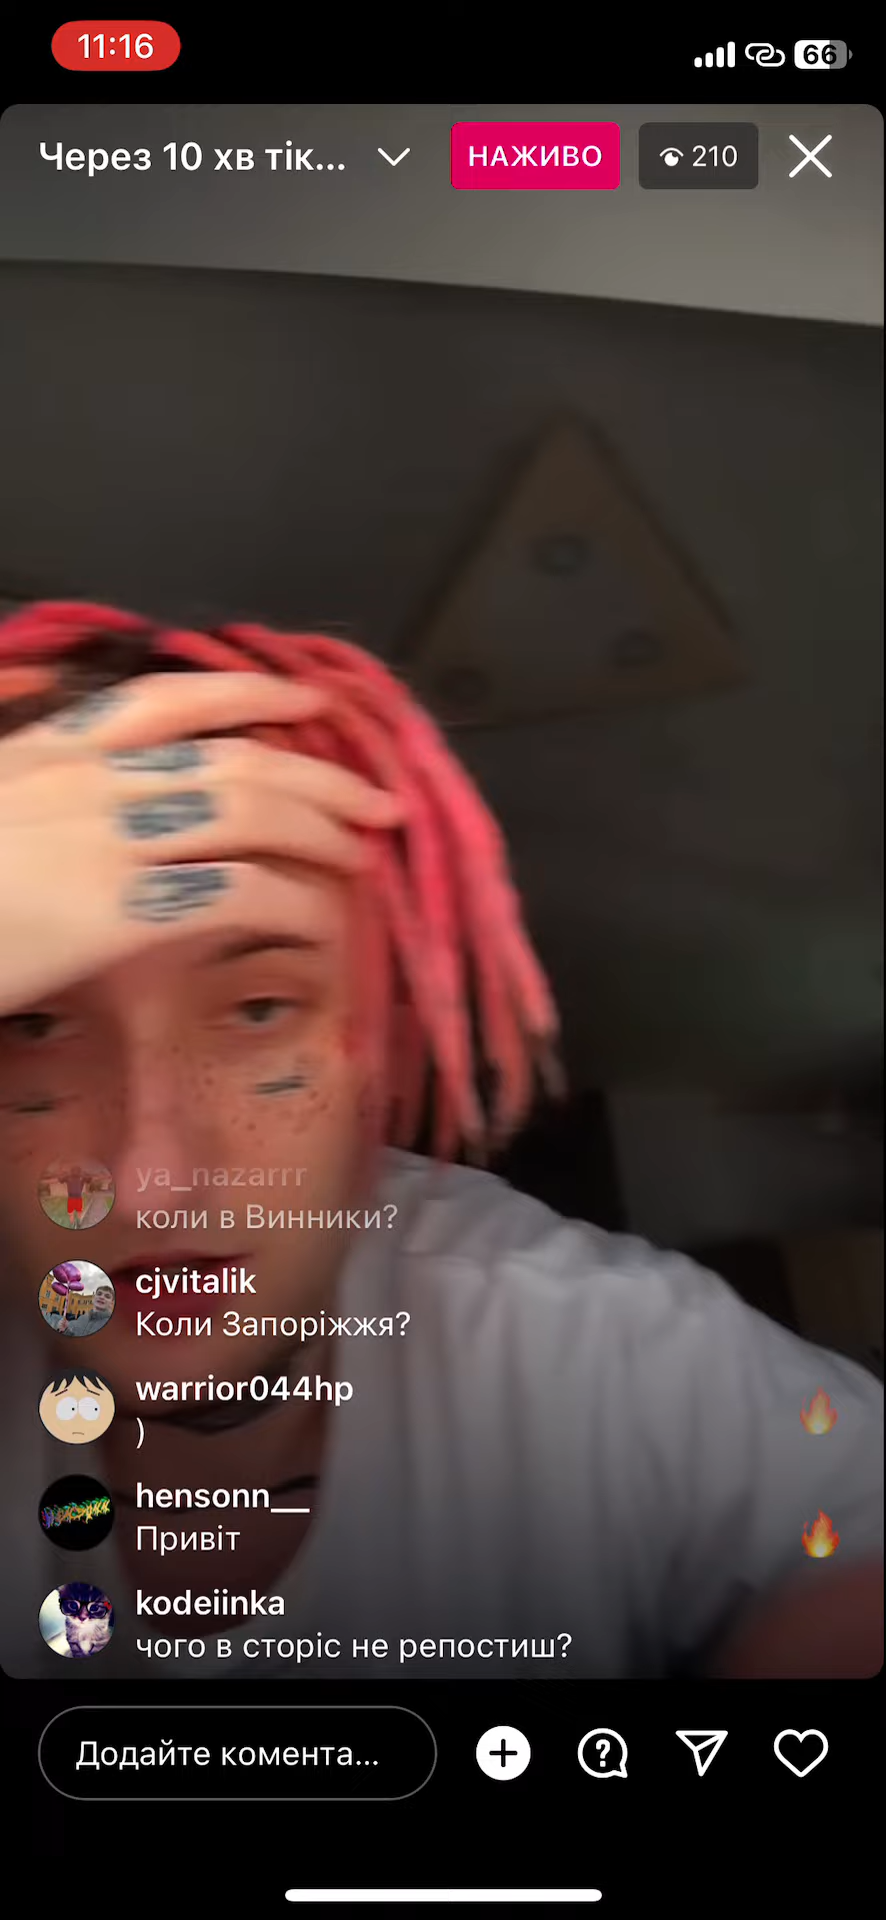 11:16
66
Через 10 хв тік...
НАЖИВО
210
ya_nazarrr
коли в Винники?
cjvitalik
Коли Запоріжжя?
warrior044hp
)
hensonn__
Привіт
kodeiinka
чого в сторіс не репостиш?
Додайте комента...